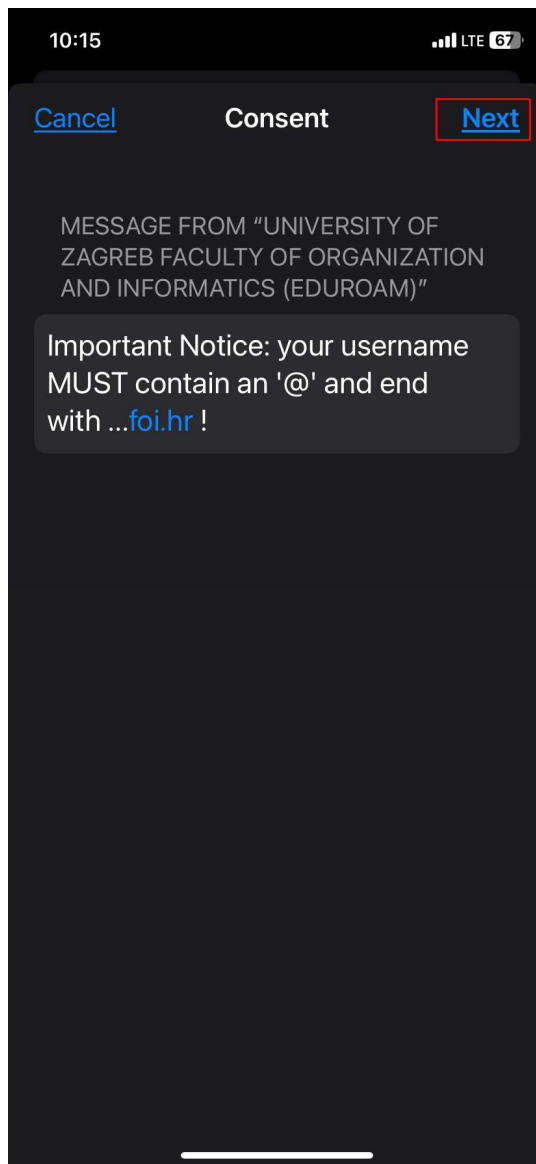 10:15 LTE 67
Cancel Consent Next
MESSAGE FROM “UNIVERSITY OF
ZAGREB FACULTY OF ORGANIZATION
AND INFORMATICS (EDUROAM)”
Important Notice: your username
MUST contain an '@' and end
with ...foi.hr !